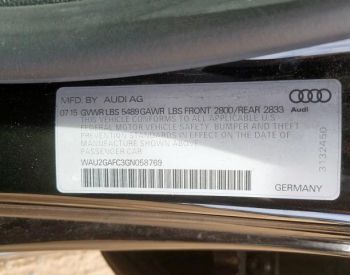 MFD BY: AUDI AG
07.15 GVWR LBS 5489 GAWR LBS FRONT 2800/REAR 2833
THIS VEHICLE CONFORMS TO ALL APPLICABLE
FEDERAL MOTOR VEHICLE SAFETY, BUMPER AND THEFT
PREVENTION STANDARDS IN EFFECT ON THE
DATE OF MANUFACTURE SHOWN ABOVE
PASSENGER CAR
WAU2GAFC3GN058769
Audi
3132450
GERMANY